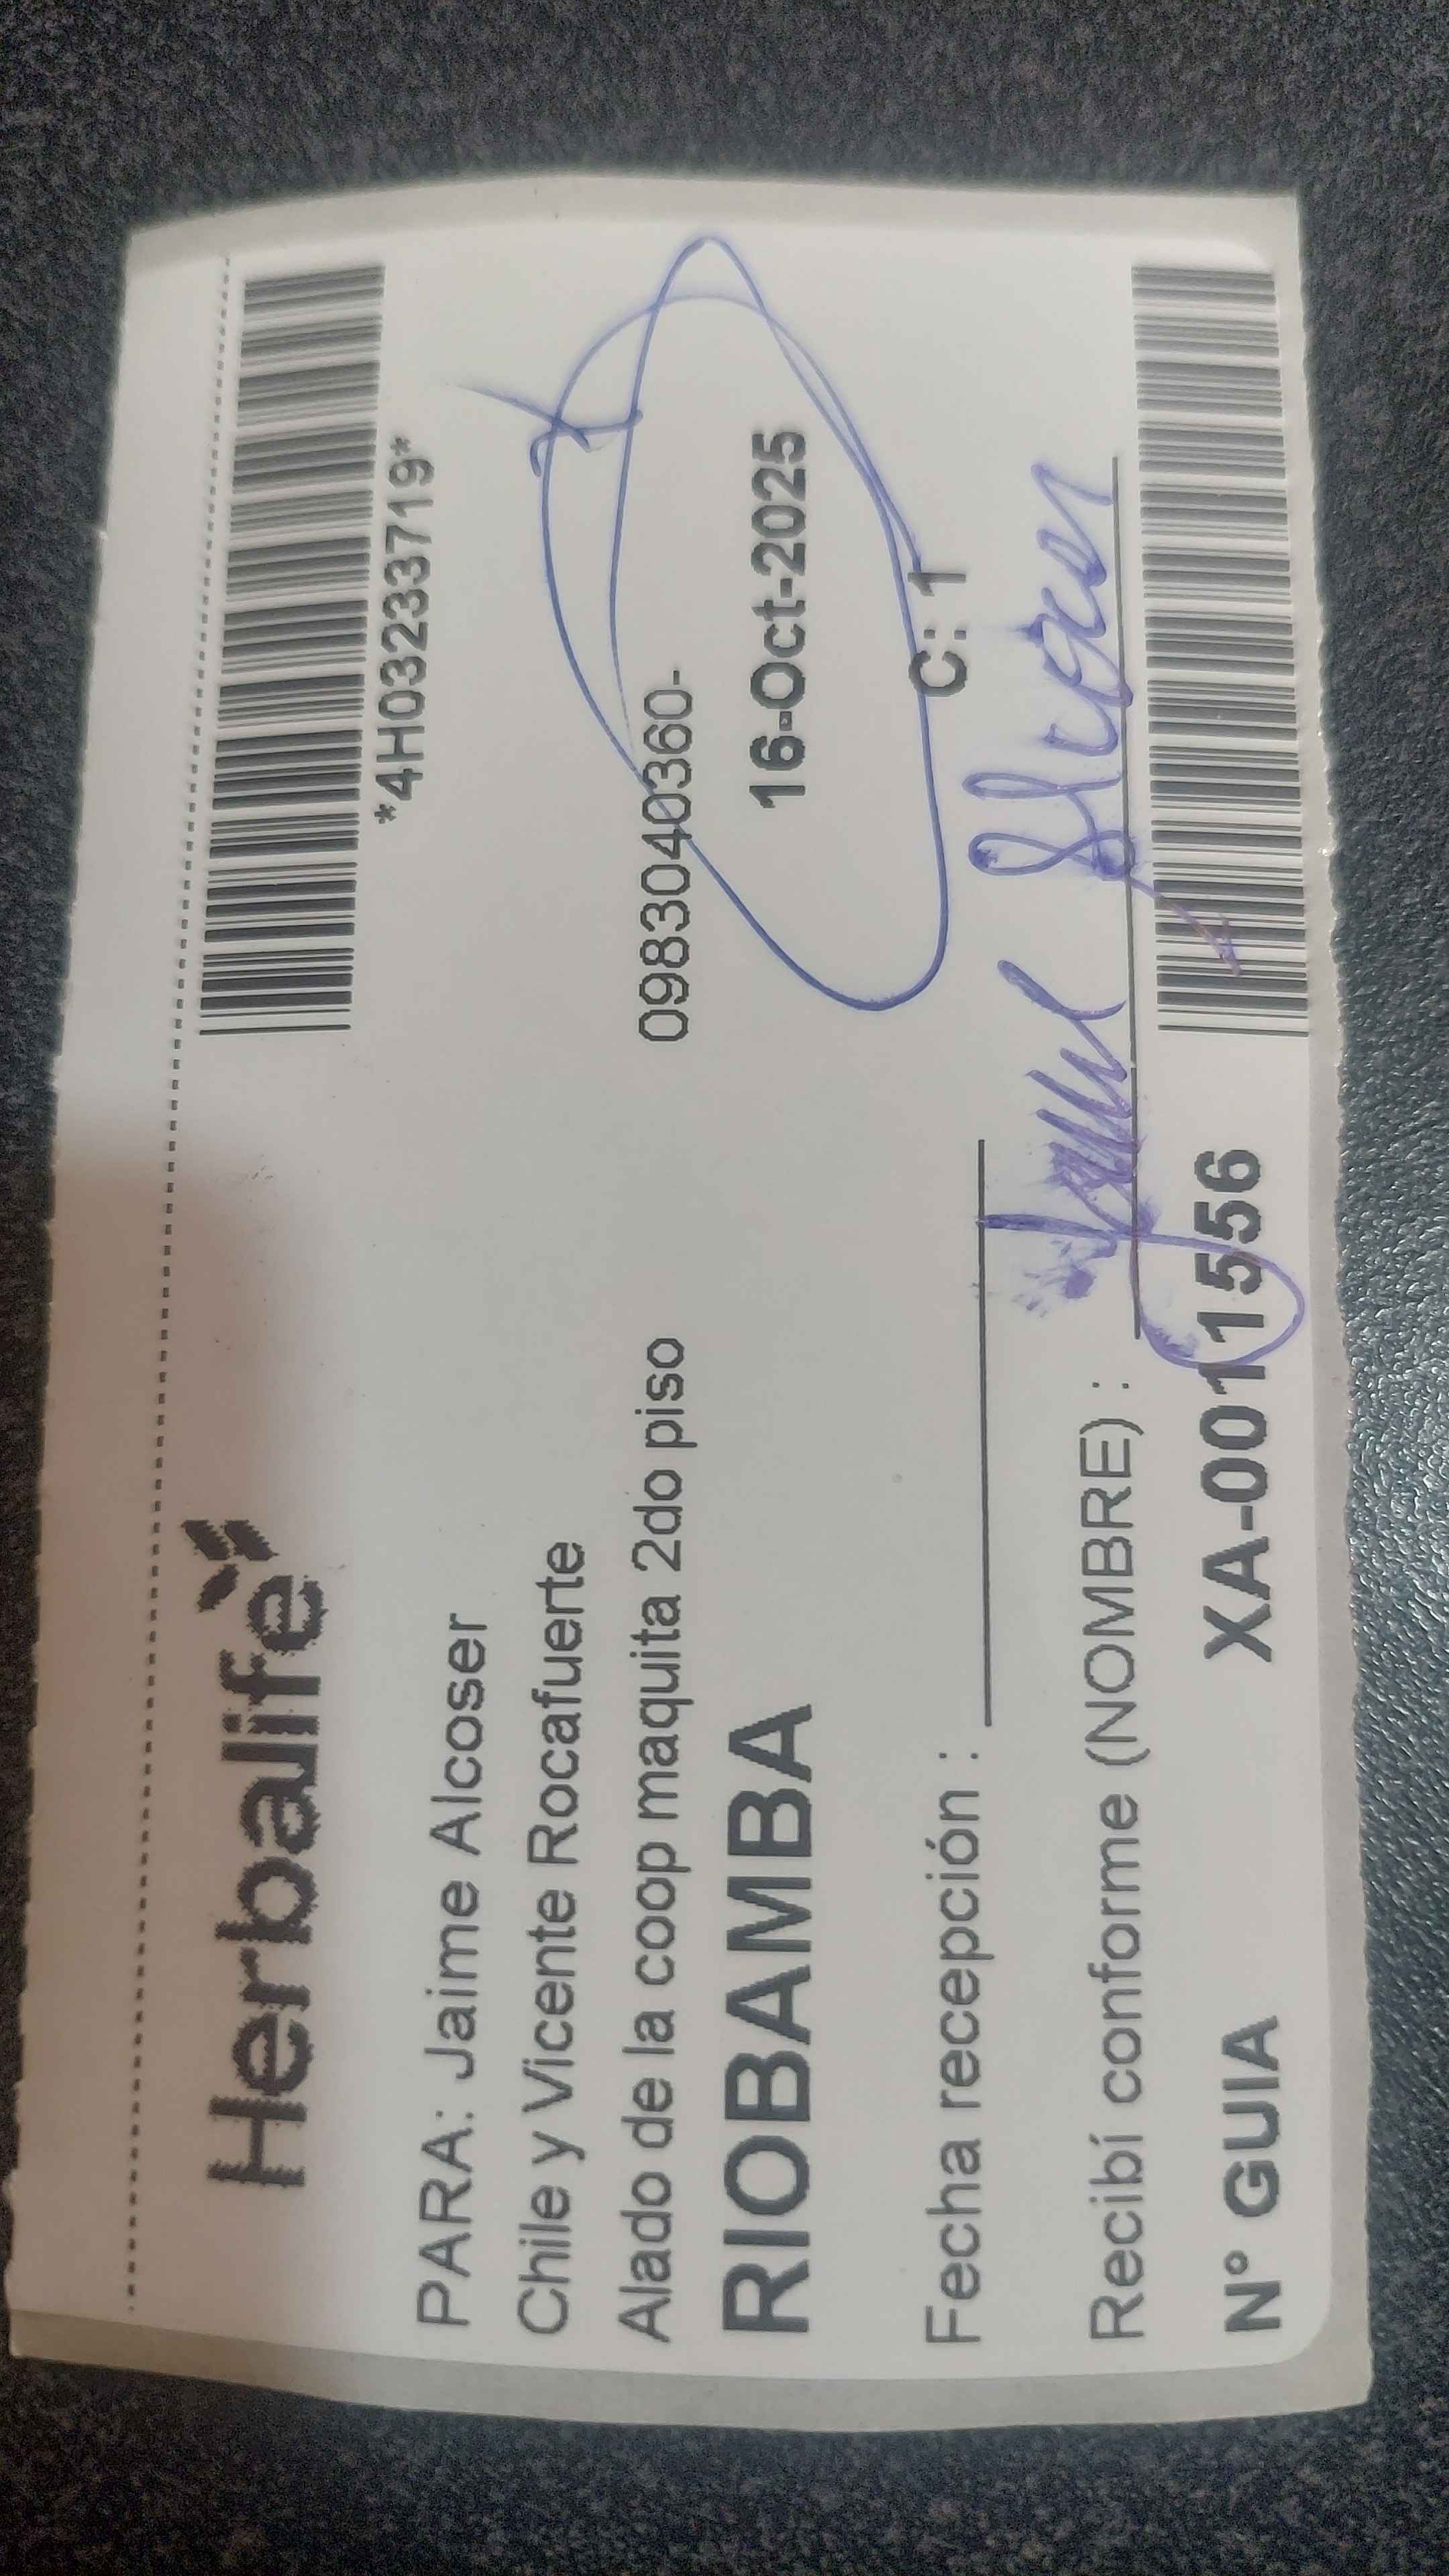 Herbalife
*4H03233719*
PARA: Jaime Alcoser
Chile y Vicente Rocafuerte
Alado de la coop maquita 2do piso 0983040360-
RIOBAMBA 16-Oct-2025
C: 1
Fecha recepción :
Recibí conforme (NOMBRE) :
N° GUIA XA-0011556